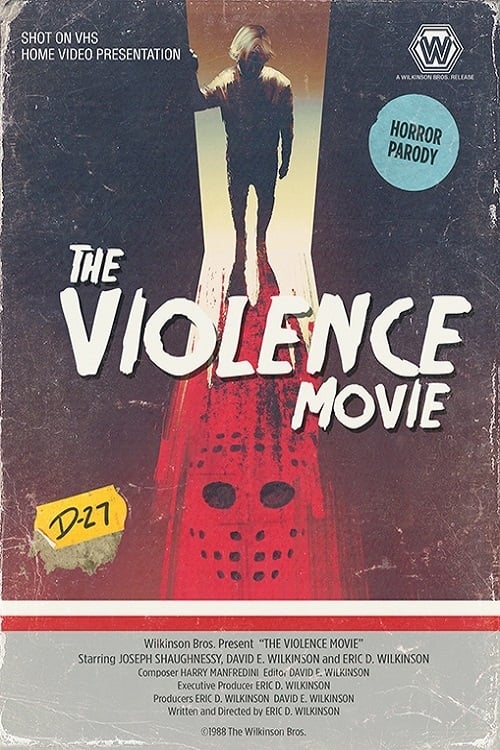 SHOT ON VHS
HOME VIDEO PRESENTATION
W
A WILKINSON BROS. RELEASE
HORROR
PARODY
THE
VIOLENCE
MOVIE
D-27
Wilkinson Bros. Present "THE VIOLENCE MOVIE"
Starring JOSEPH SHAUGHNESSY, DAVID E. WILKINSON and ERIC D. WILKINSON
Composer HARRY MANFREDINI Editor DAVID E. WILKINSON
Executive Producer ERIC D. WILKINSON
Producers ERIC D. WILKINSON DAVID E. WILKINSON
Written and Directed by ERIC D. WILKINSON
©1988 The Wilkinson Bros.